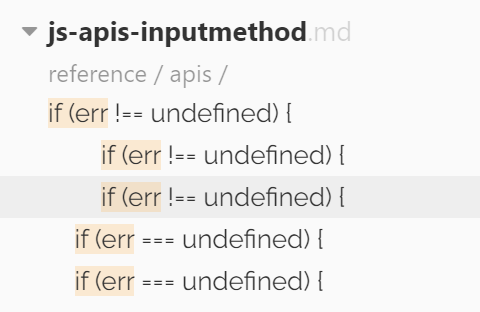 js-apis-inputmethod.md
reference / apis /
if (err !== undefined) {
if (err !== undefined) {
if (err !== undefined) {
if (err === undefined) {
if (err === undefined) {